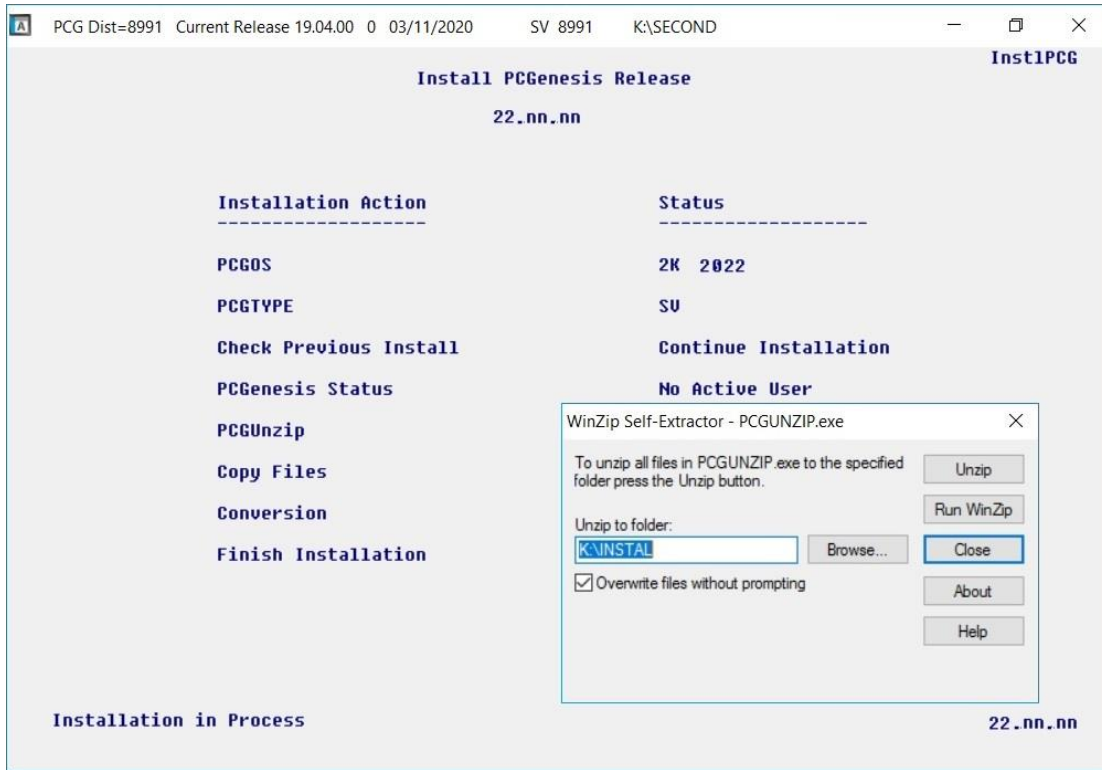 PCG Dist=8991 Current Release 19.04.00 0 03/11/2020 SV 8991 K:\SECOND
InstlPCG
Install PCGenesis Release
22.nn.nn
Installation Action Status
------------------- -------------------
PCGOS 2K 2022
PCGTYPE SV
Check Previous Install Continue Installation
PCGenesis Status No Active User
PCGUnzip
Copy Files
Conversion
Finish Installation
WinZip Self-Extractor - PCGUNZIP.exe
To unzip all files in PCGUNZIP.exe to the specified
folder press the Unzip button.
Unzip to folder:
K:\INSTAL
Browse...
Overwrite files without prompting
Unzip
Run WinZip
Close
About
Help
Installation in Process 22.nn.nn